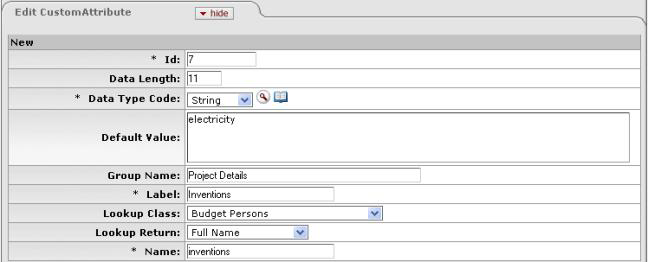 Edit CustomAttribute hide
New
* Id: 7
Data Length: 11
* Data Type Code: String
Default Value: electricity
Group Name: Project Details
* Label: Inventions
Lookup Class: Budget Persons
Lookup Return: Full Name
* Name: inventions